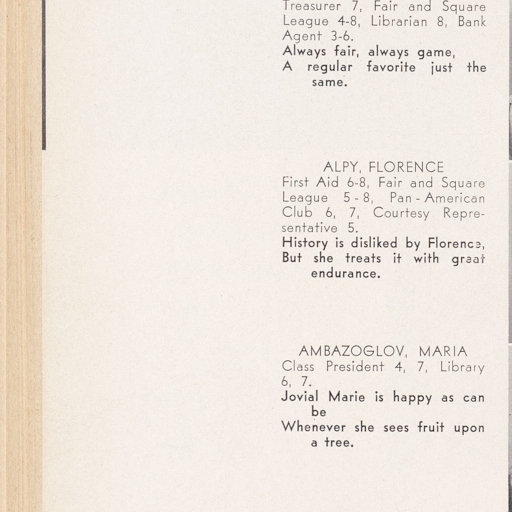 Treasurer 7, Fair and Square
League 4-8, Librarian 8, Bank
Agent 3-6.
Always fair, always game,
A regular favorite just the
same.
ALPY, FLORENCE
First Aid 6-8, Fair and Square
League 5-8, Pan-American
Club 6, 7, Courtesy Repre-
sentative 5.
History is disliked by Florence,
But she treats it with great
endurance.
AMBAZOGLOV, MARIA
Class President 4, 7, Library
6, 7.
Jovial Marie is happy as can
be
Whenever she sees fruit upon
a tree.